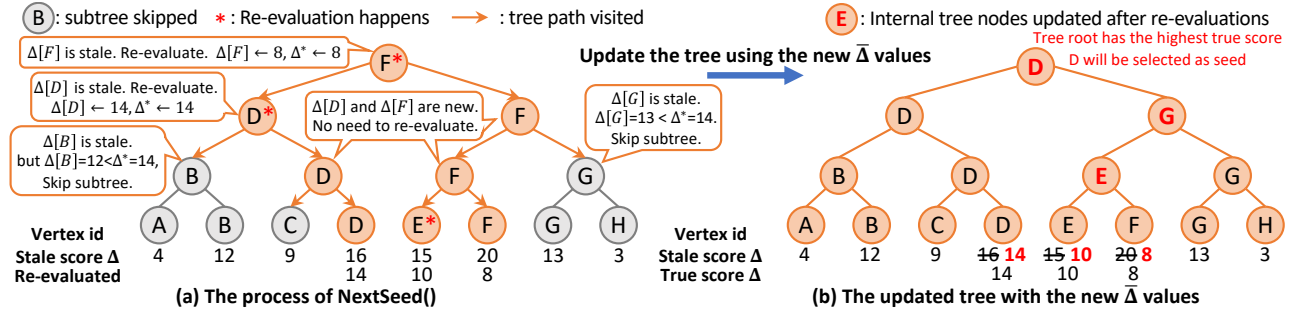 B : subtree skipped * : Re-evaluation happens → : tree path visited
E : Internal tree nodes updated after re-evaluations
Δ[F] is stale. Re-evaluate. Δ[F] ← 8, Δ* ← 8
F*
Δ[D] is stale. Re-evaluate.
Δ[D] ← 14, Δ* ← 14
D*
Δ[D] and Δ[F] are new.
No need to re-evaluate.
F
Δ[G] is stale.
Δ[G]=13 < Δ*=14.
Skip subtree.
Δ[B] is stale.
but Δ[B]=12<Δ*=14,
Skip subtree.
B D F G
A B C D E* F G H
Vertex id
Stale score Δ 4 12 9 16 15 20 13 3
Re-evaluated 14 10 8
(a) The process of NextSeed()
Update the tree using the new Δ̅ values
Tree root has the highest true score
D will be selected as seed
D
D G
B D E G
A B C D E F G H
Vertex id
Stale score Δ 4 12 9 16 14 15 10 20 8 13 3
True score Δ 14 10 8
(b) The updated tree with the new Δ̅ values